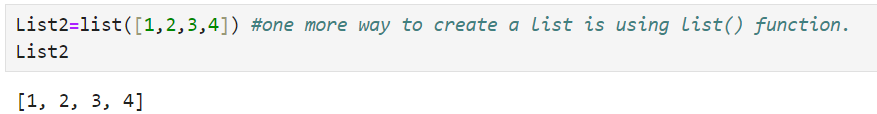 List2=list([1,2,3,4]) #one more way to create a list is using list() function.
List2
[1, 2, 3, 4]